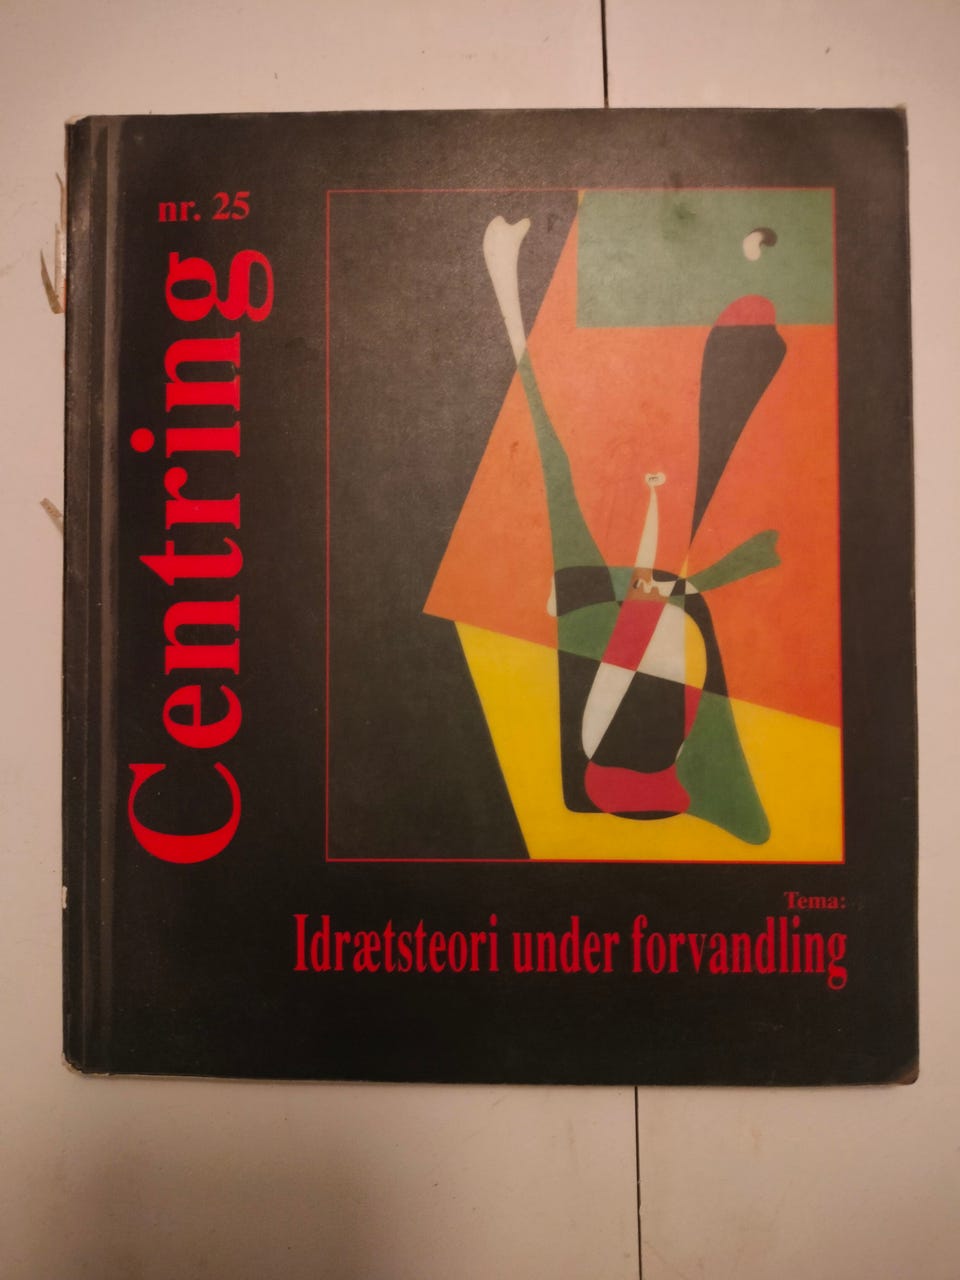 nr. 25
Centring
Tema:
Idrætsteori under forvandling